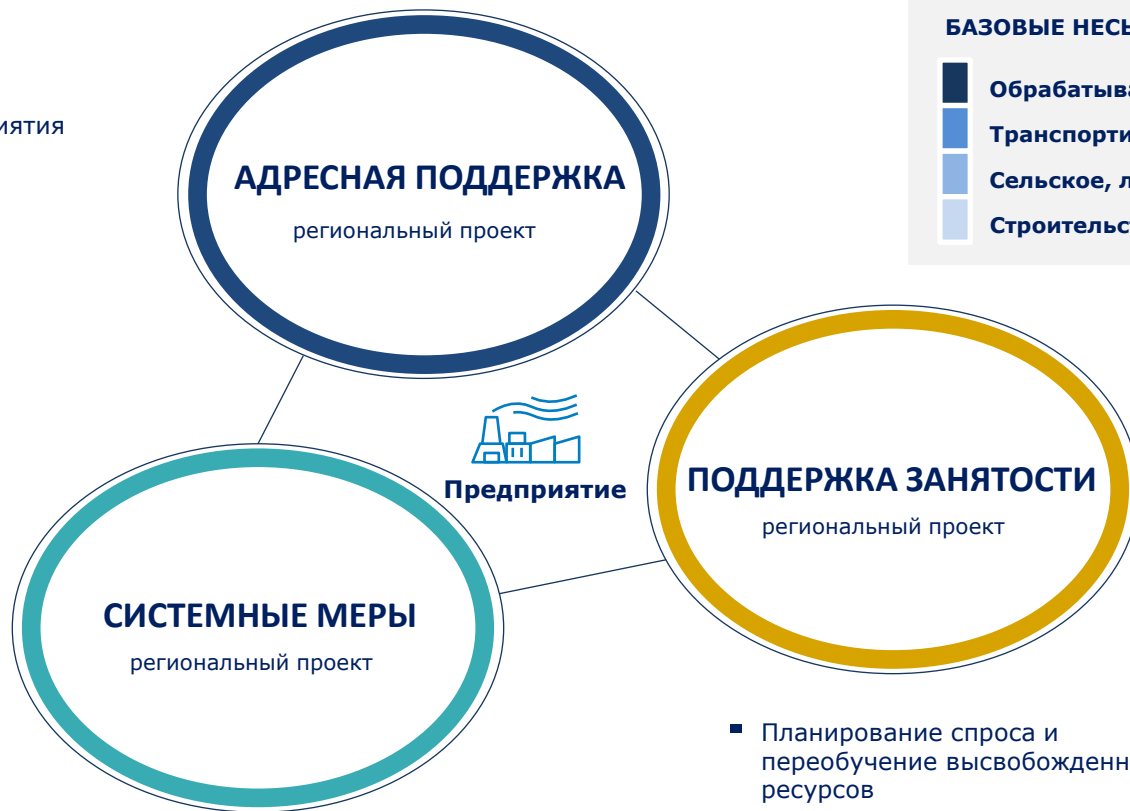 БАЗОВЫЕ НЕСЫ
Обрабатыва
Транспорти
Сельское, л
Строительс
иятия
АДРЕСНАЯ ПОДДЕРЖКА
региональный проект
Предприятие
ПОДДЕРЖКА ЗАНЯТОСТИ
региональный проект
СИСТЕМНЫЕ МЕРЫ
региональный проект
Планирование спроса и
переобучение высвобожденн
ресурсов